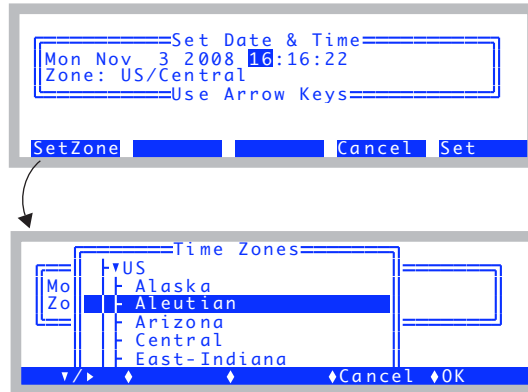 Set Date & Time
Mon Nov 3 2008 16:16:22
Zone: US/Central
Use Arrow Keys
SetZone Cancel Set
Time Zones
▼US
Mo Alaska
Zo Aleutian
Arizona
Central
East-Indiana
▼/▶ ♦ ♦ ♦Cancel ♦OK